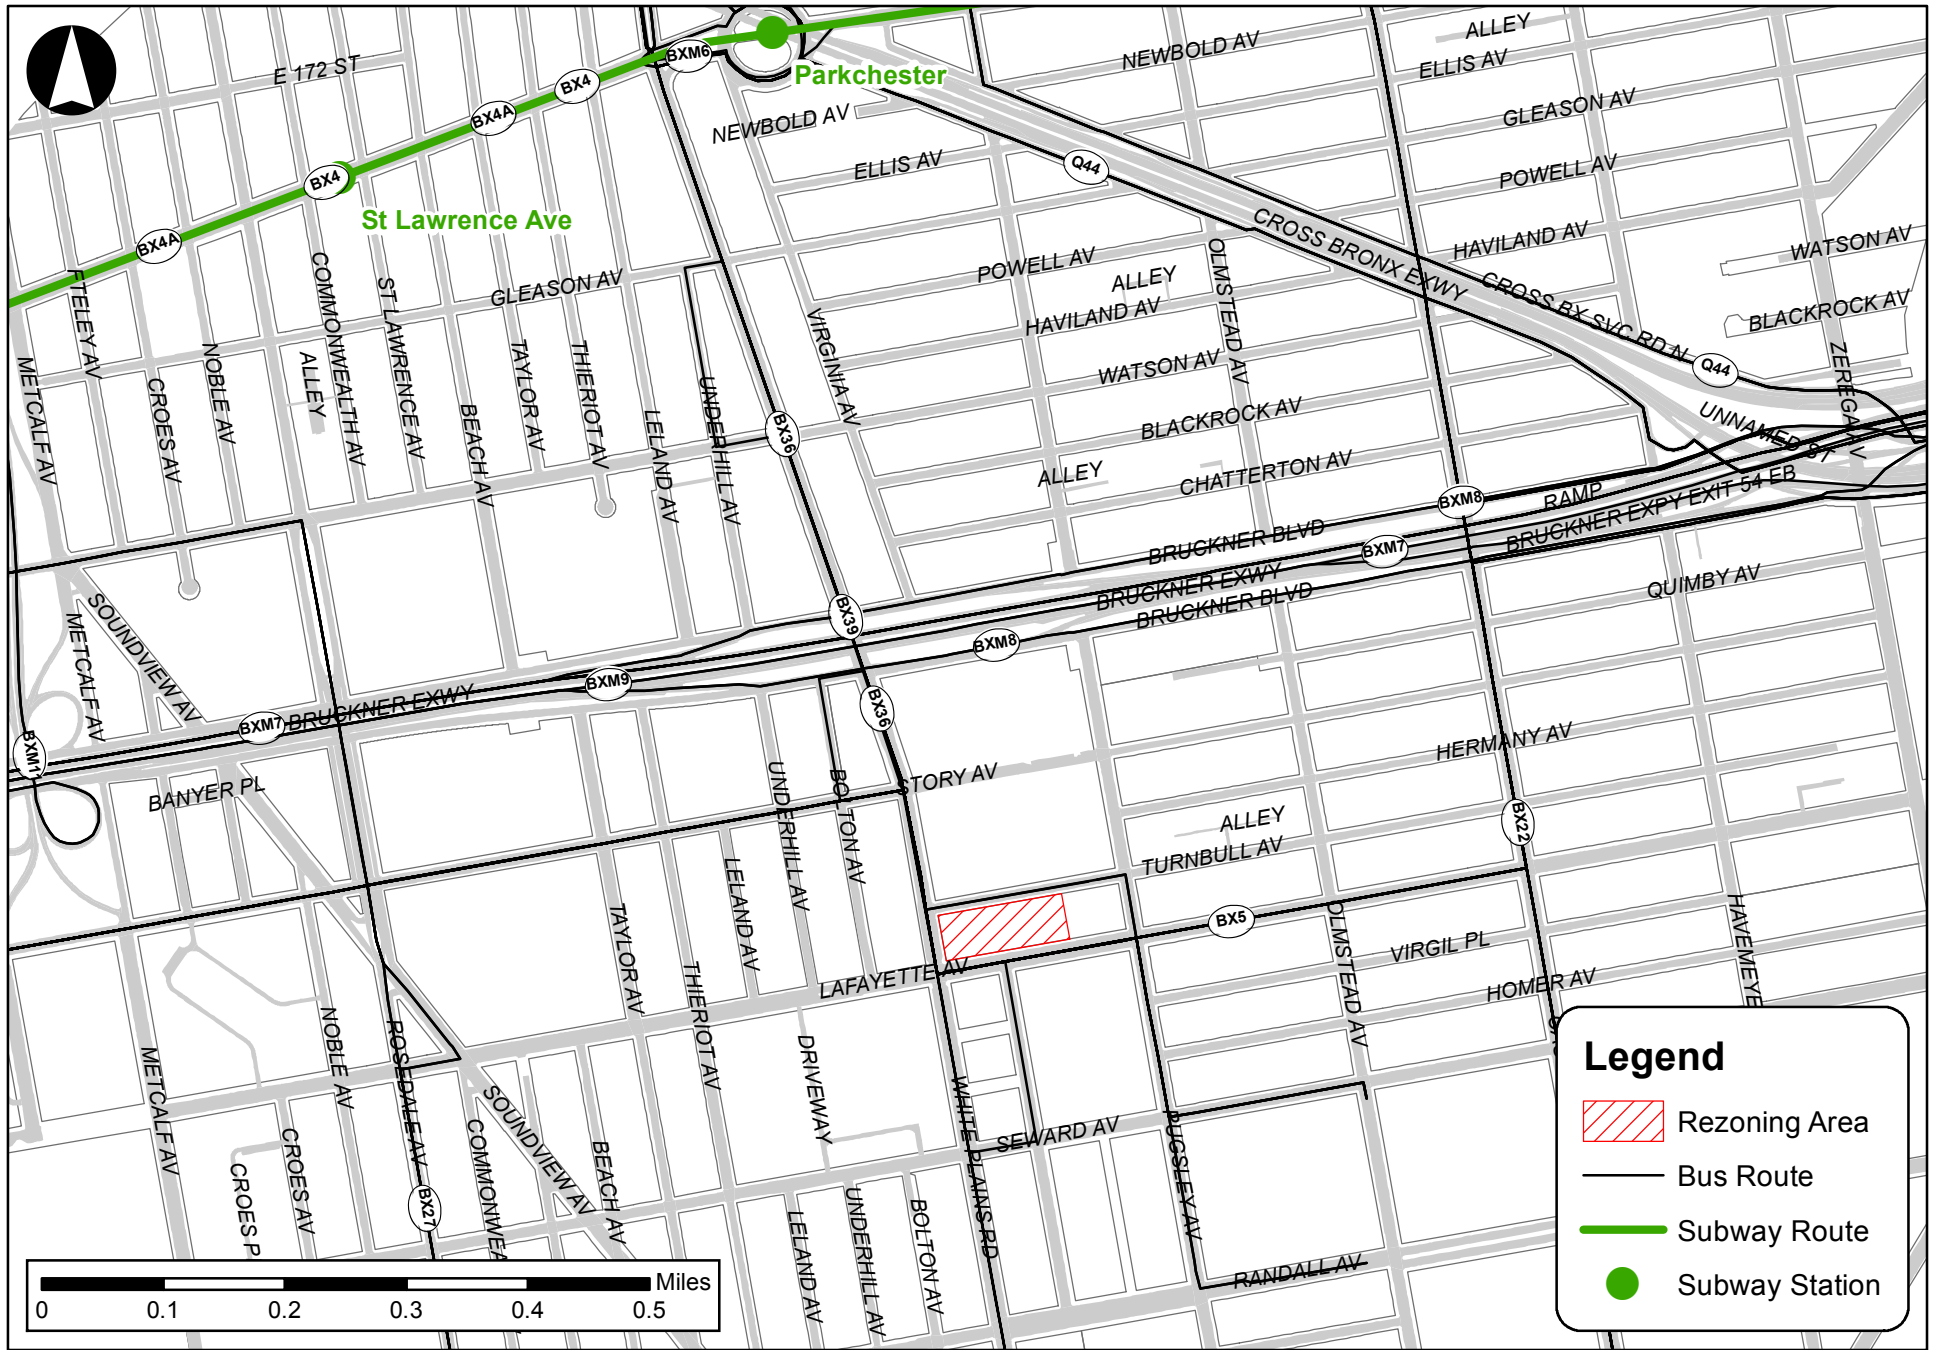 ALLEY
NEWBOLD AV
BXM6
ELLIS AV
E 172 ST
Parkchester
BX4
GLEASON AV
BX4A
NEWBOLD AV
ELLIS AV
Q44
POWELL AV
BX4
St Lawrence Ave
CROSS BRONX EXWY
HAVILAND AV
WATSON AV
BX4A
POWELL AV
ALLEY
OLMSTEAD AV
CROSS BX SVC RD N
FTELEY AV
COMMONWEALTH AV
ST LAWRENCE AV
GLEASON AV
HAVILAND AV
BLACKROCK AV
VIRGINIA AV
METCALF AV
CROES AV
NOBLE AV
ALLEY
TAYLOR AV
THIERIOT AV
WATSON AV
Q44
ZEREGA AV
BEACH AV
LELAND AV
UNDERHILL AV
BX36
BLACKROCK AV
UNNAMED ST
ALLEY
CHATTERTON AV
BXM8
RAMP
BRUCKNER EXPY EXIT 54 EB
BRUCKNER BLVD
BXM7
BRUCKNER EXWY
BRUCKNER BLVD
QUIMBY AV
SOUNDVIEW AV
METCALF AV
BX39
BXM8
BXM9
BRUCKNER EXWY
BXM7
BX36
BXM1
HERMANY AV
BANYER PL
UNDERHILL AV
BOLTON AV
STORY AV
ALLEY
BX22
TURNBULL AV
LELAND AV
TAYLOR AV
BX5
OLMSTEAD AV
VIRGIL PL
HAVEMEYE
LAFAYETTE AV
THIERIOT AV
HOMER AV
METCALF AV
NOBLE AV
ROSEDALE AV
DRIVEWAY
WHITE PLAINS RD
SOUNDVIEW AV
SEWARD AV
PUGSLEY AV
CROES AV
CROES P
COMMONWEA
BEACH AV
BX27
LELAND AV
UNDERHILL AV
BOLTON AV
RANDALL AV
Legend
Rezoning Area
Bus Route
Subway Route
Subway Station
Miles
0 0.1 0.2 0.3 0.4 0.5